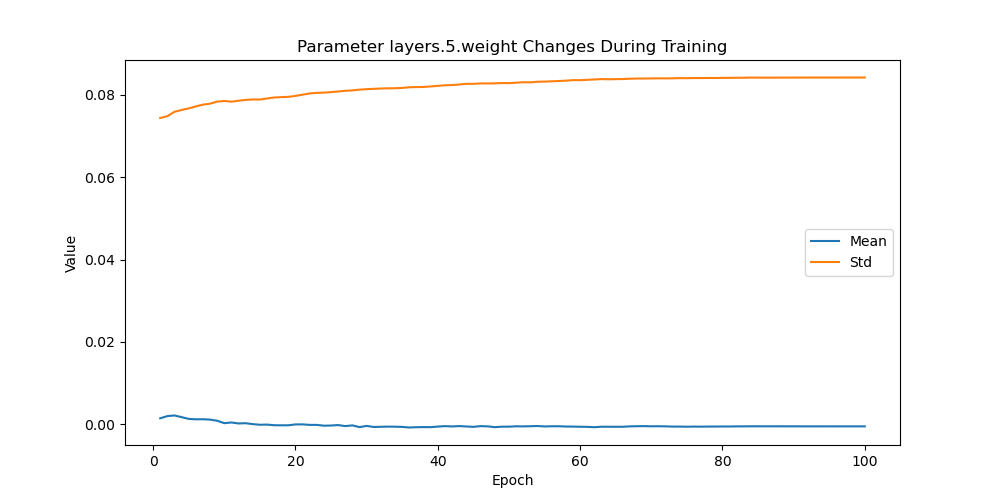 Parameter layers.5.weight Changes During Training
0.08
0.06
0.04
0.02
0.00
Value
Mean
Std
0
20
40
60
80
100
Epoch